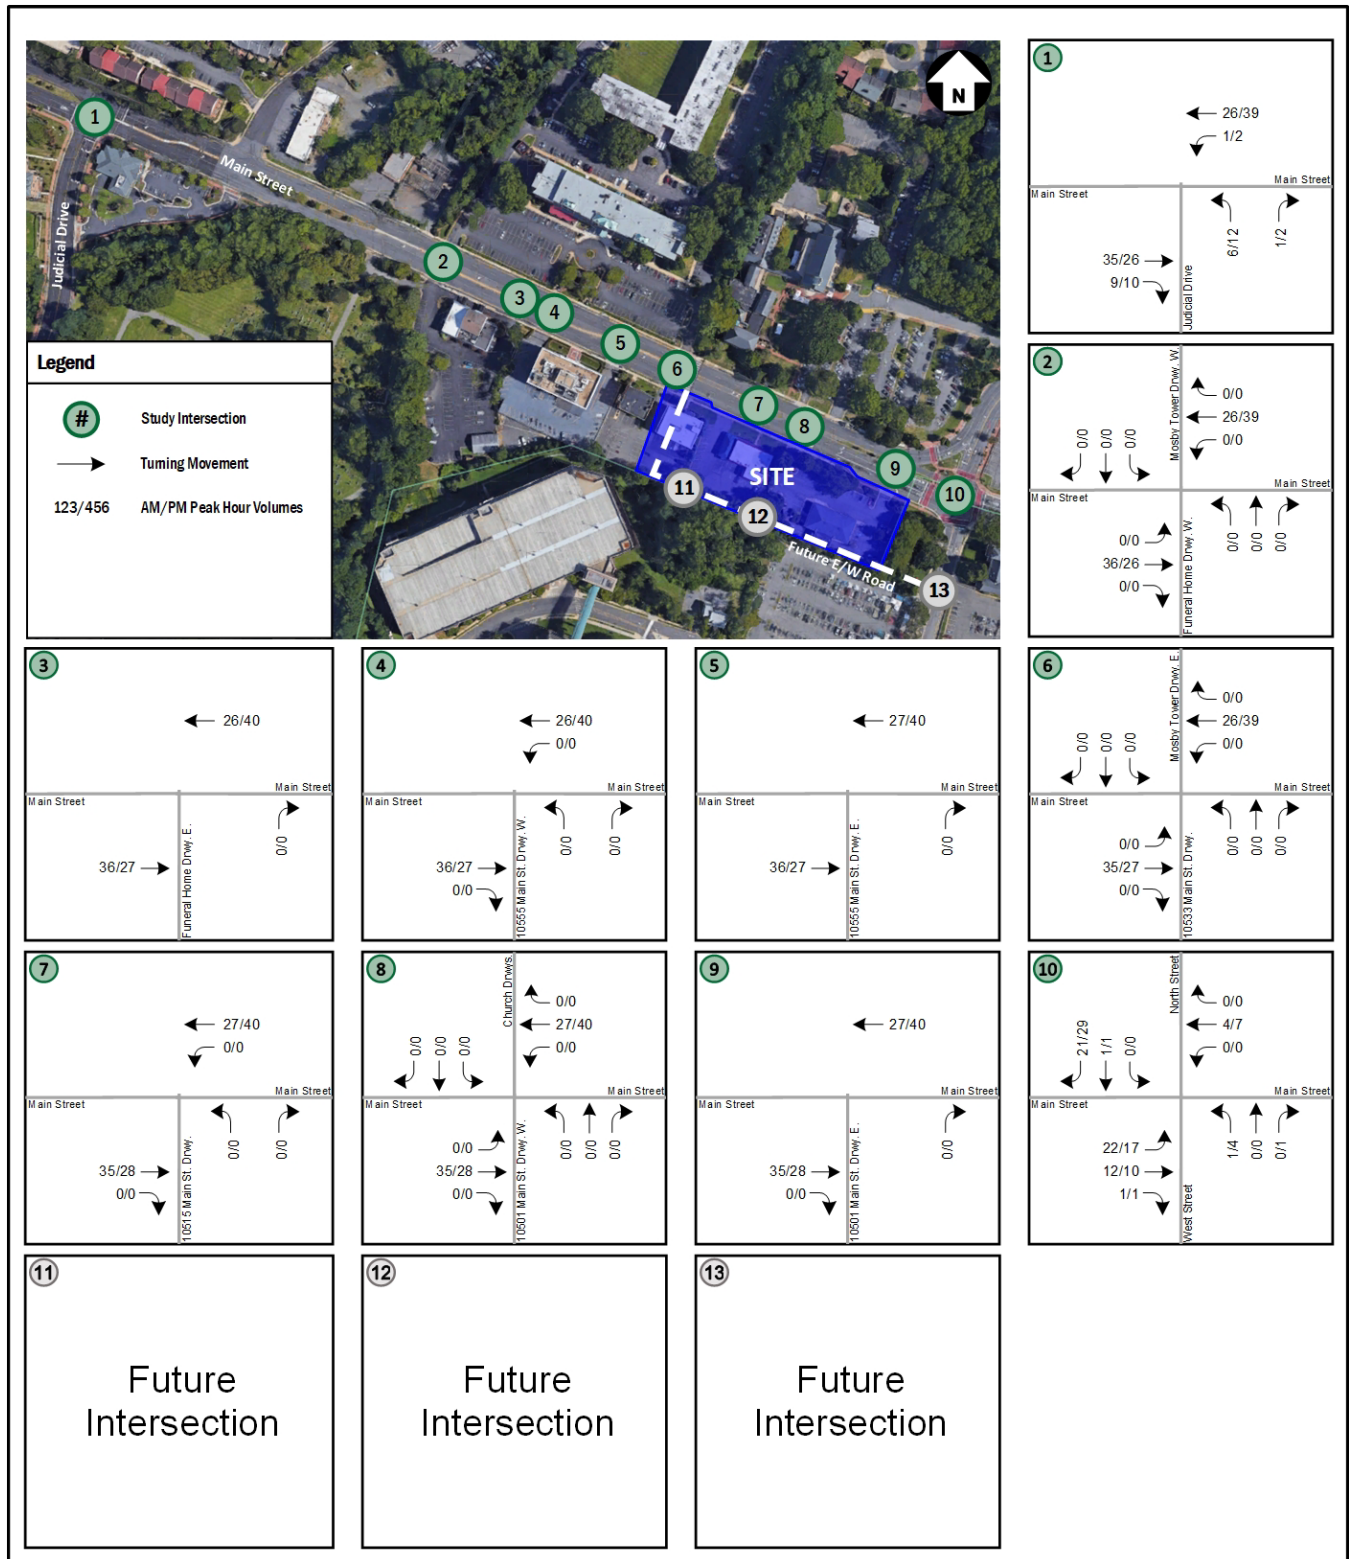 N
1
Main Street
Judicial Drive
2
3
4
5
6
7
8
9
10
SITE
11
12
Future E/W Road
13
Legend
# Study Intersection
Turning Movement
123/456 AM/PM Peak Hour Volumes
1
26/39
1/2
Main Street
Main Street
6/12
1/2
35/26
9/10
Judicial Drive
2
Mosby Tower Drwy. W.
0/0
26/39
0/0
0/0
0/0
0/0
Main Street
Main Street
0/0
36/26
0/0
Funeral Home Drwy. W.
0/0
0/0
0/0
3
26/40
Main Street
Main Street
36/27
Funeral Home Drwy. E.
0/0
4
26/40
0/0
Main Street
Main Street
36/27
0/0
10555 Main St. Drwy. W.
0/0
0/0
5
27/40
Main Street
Main Street
36/27
10555 Main St. Drwy. E.
0/0
6
Mosby Tower Drwy. E.
0/0
26/39
0/0
0/0
0/0
0/0
Main Street
Main Street
0/0
35/27
0/0
10533 Main St. Drwy.
0/0
0/0
0/0
7
27/40
0/0
Main Street
Main Street
35/28
0/0
10515 Main St. Drwy.
0/0
0/0
8
Church Drwys.
0/0
27/40
0/0
0/0
0/0
0/0
Main Street
Main Street
0/0
35/28
0/0
10501 Main St. Drwy. W.
0/0
0/0
0/0
9
27/40
Main Street
Main Street
35/28
0/0
10501 Main St. Drwy. E.
0/0
10
North Street
0/0
4/7
0/0
21/29
1/1
0/0
Main Street
Main Street
22/17
12/10
1/1
West Street
1/4
0/0
0/1
11
Future
Intersection
12
Future
Intersection
13
Future
Intersection